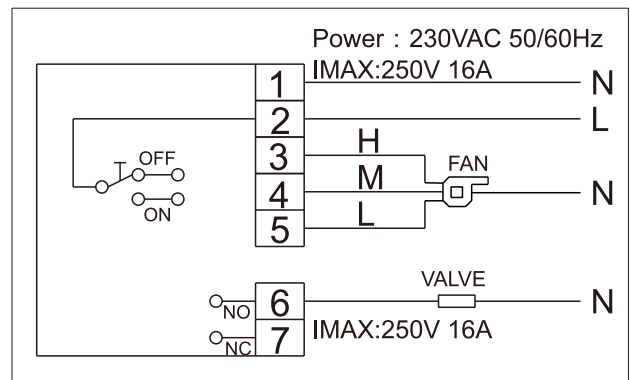 Power : 230VAC 50/60Hz
IMAX:250V 16A
1
N
2
L
3
H
OFF
FAN
4
M
N
ON
5
L
VALVE
NO
6
N
NC
7
IMAX:250V 16A